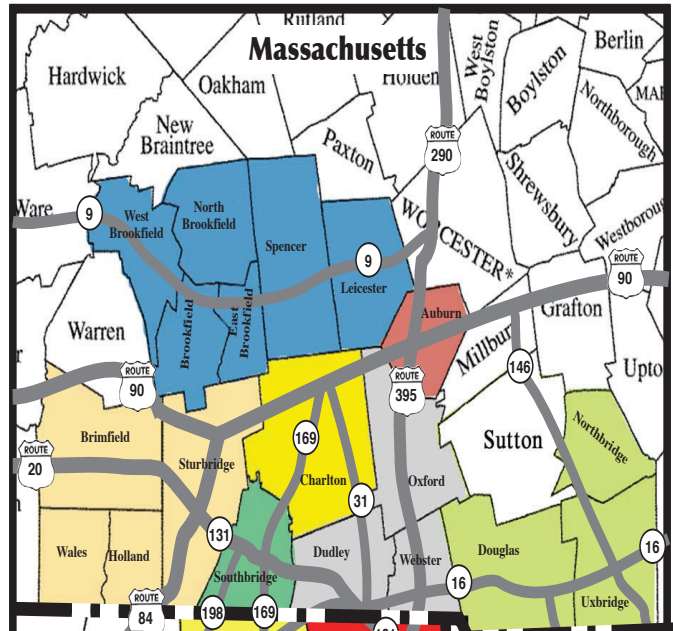 Rutland
Massachusetts
Berlin
Hardwick
Oakham
Holden
West
Boylston
Boylston
Northborough
New
Braintree
Paxton
ROUTE
290
Shrewsbury
Ware
9
West
Brookfield
North
Brookfield
Spencer
9
Leicester
WORCESTER*
Westboroug
ROUTE
90
Warren
Brookfield
East
Brookfield
Auburn
Millbur
Grafton
Upto
ROUTE
90
ROUTE
395
146
Brimfield
ROUTE
20
Sturbridge
169
Charlton
31
Oxford
Sutton
Northbridge
131
Wales
Holland
Southbridge
Dudley
Webster
Douglas
16
16
Uxbridge
ROUTE
84
198
169